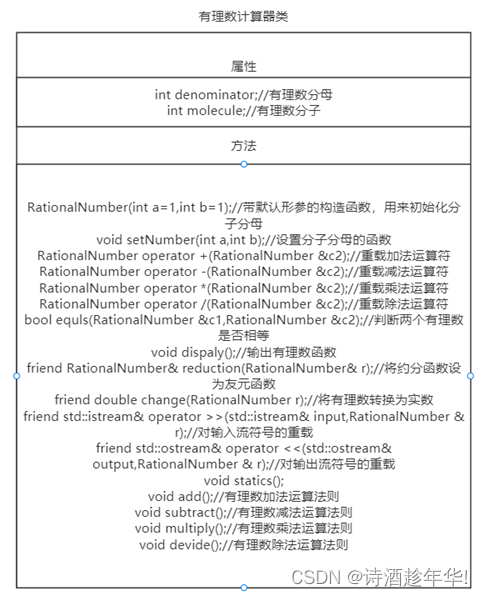 有理数计算器类
属性
int denominator;//有理数分母
int molecule;//有理数分子
方法
RationalNumber(int a=1,int b=1);//带默认形参的构造函数，用来初始化分
子分母
void setNumber(int a,int b);//设置分子分母的函数
RationalNumber operator +(RationalNumber &c2);//重载加法运算符
RationalNumber operator -(RationalNumber &c2);//重载减法运算符
RationalNumber operator *(RationalNumber &c2);//重载乘法运算符
RationalNumber operator /(RationalNumber &c2);//重载除法运算符
bool equls(RationalNumber &c1,RationalNumber &c2);//判断两个有理数
是否相等
void dispaly();//输出有理数函数
friend RationalNumber& reduction(RationalNumber& r);//将约分函数设
为友元函数
friend double change(RationalNumber r);//将有理数转换为实数
friend std::istream& operator >>(std::istream& input,RationalNumber &
r);//对输入流符号的重载
friend std::ostream& operator <<(std::ostream&
output,RationalNumber & r);//对输出流符号的重载
void statics();
void add();//有理数加法运算法则
void subtract();//有理数减法运算法则
void multiply();//有理数乘法运算法则
void devide();//有理数除法运算法则
CSDN @诗酒趁年华!